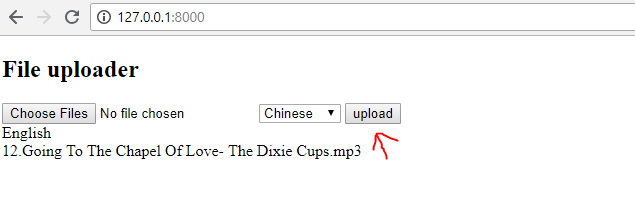 127.0.0.1:8000
File uploader
Choose Files No file chosen Chinese upload
English
12.Going To The Chapel Of Love- The Dixie Cups.mp3